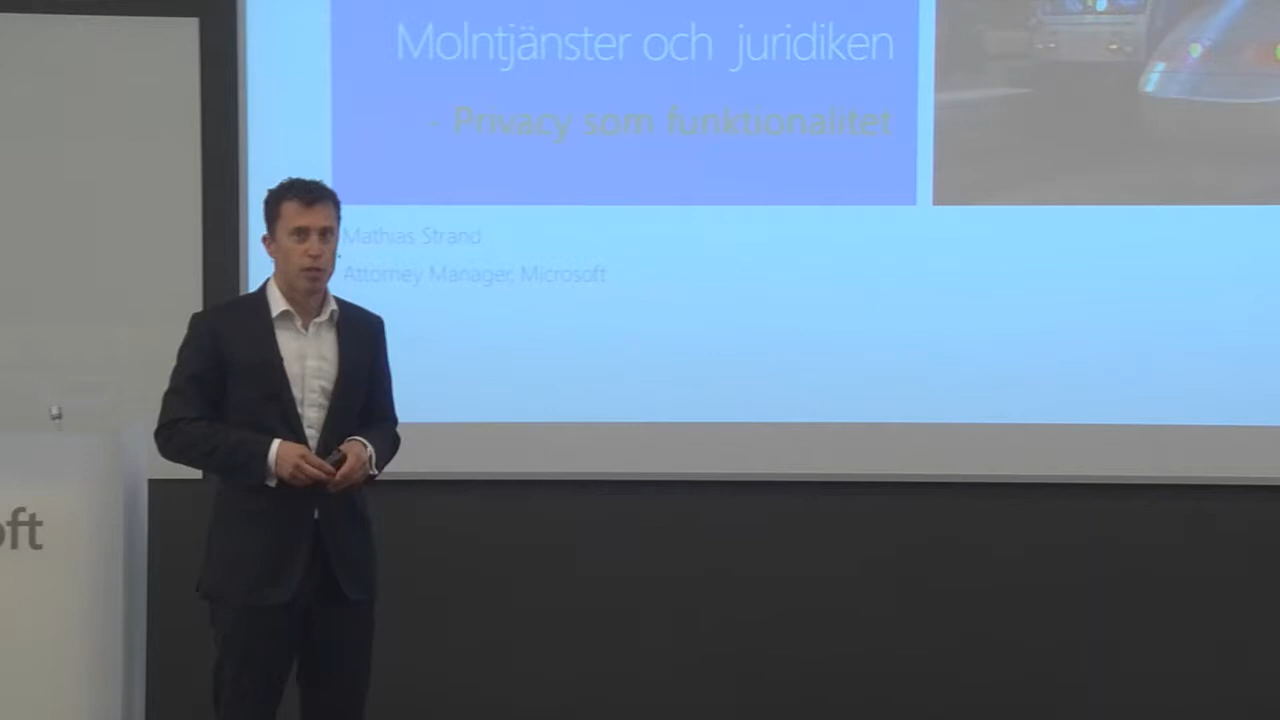 Molntjänster och juridiken
- Privacy som funktionalitet
Mathias Strand
Attorney Manager, Microsoft
oft